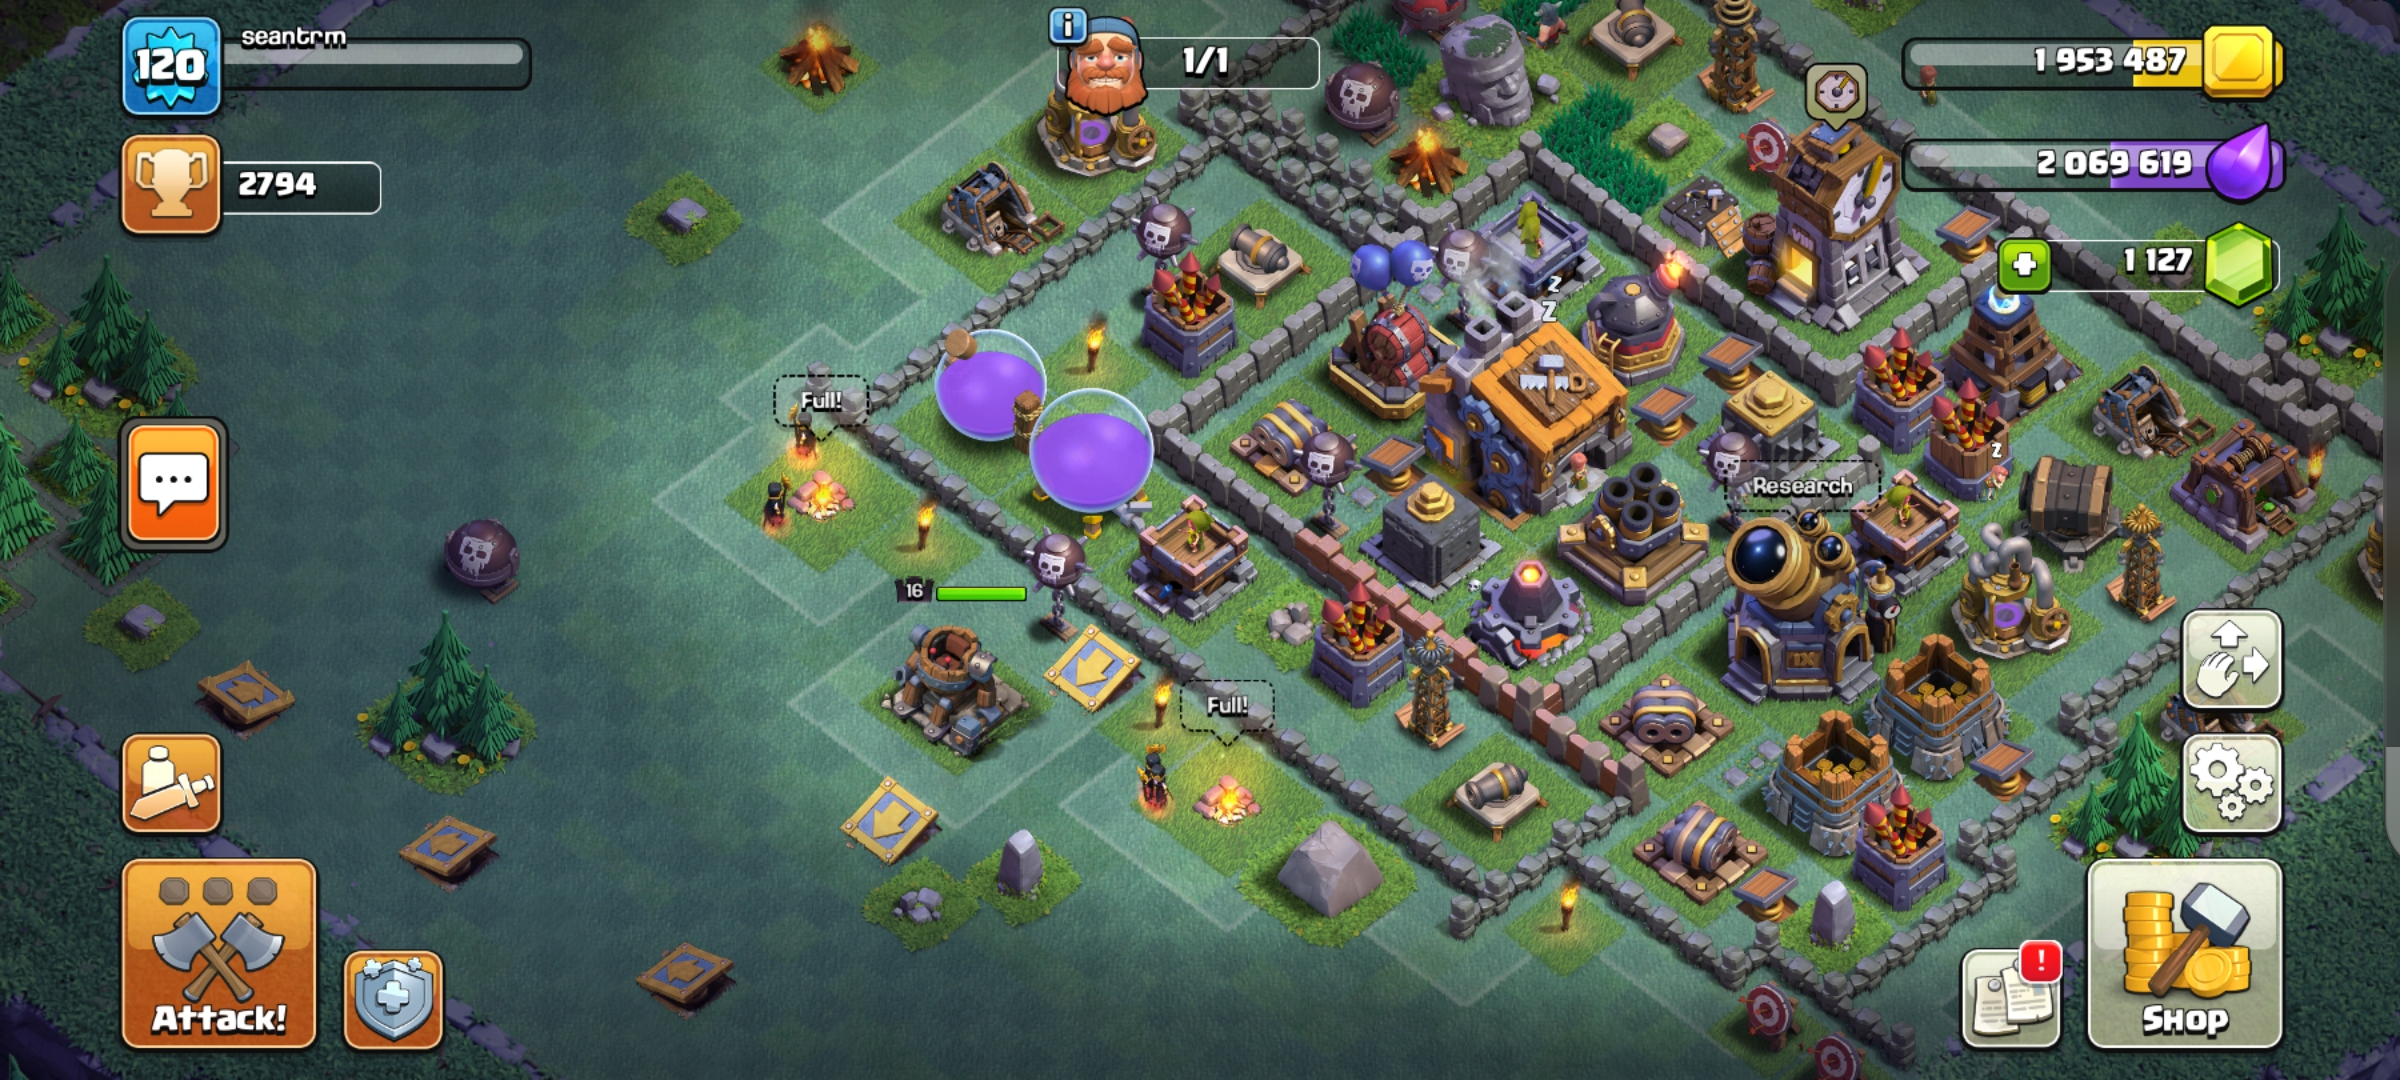 seantrm
120
1/1
1 953 487
2 069 619
2794
1 127
z
Z
Full!
z
Research
16
IX
Full!
!
Attack!
Shop